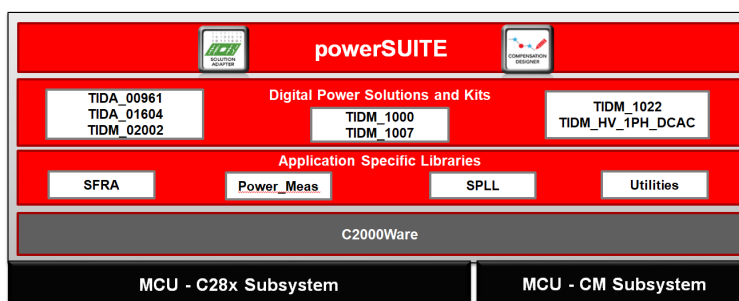 powerSUITE
SOLUTION
ADAPTER
COMPENSATION
DESIGNER
Digital Power Solutions and Kits
TIDA_00961
TIDA_01604
TIDM_02002
TIDM_1000
TIDM_1007
TIDM_1022
TIDM_HV_1PH_DCAC
Application Specific Libraries
SFRA
Power_Meas
SPLL
Utilities
C2000Ware
MCU - C28x Subsystem
MCU - CM Subsystem